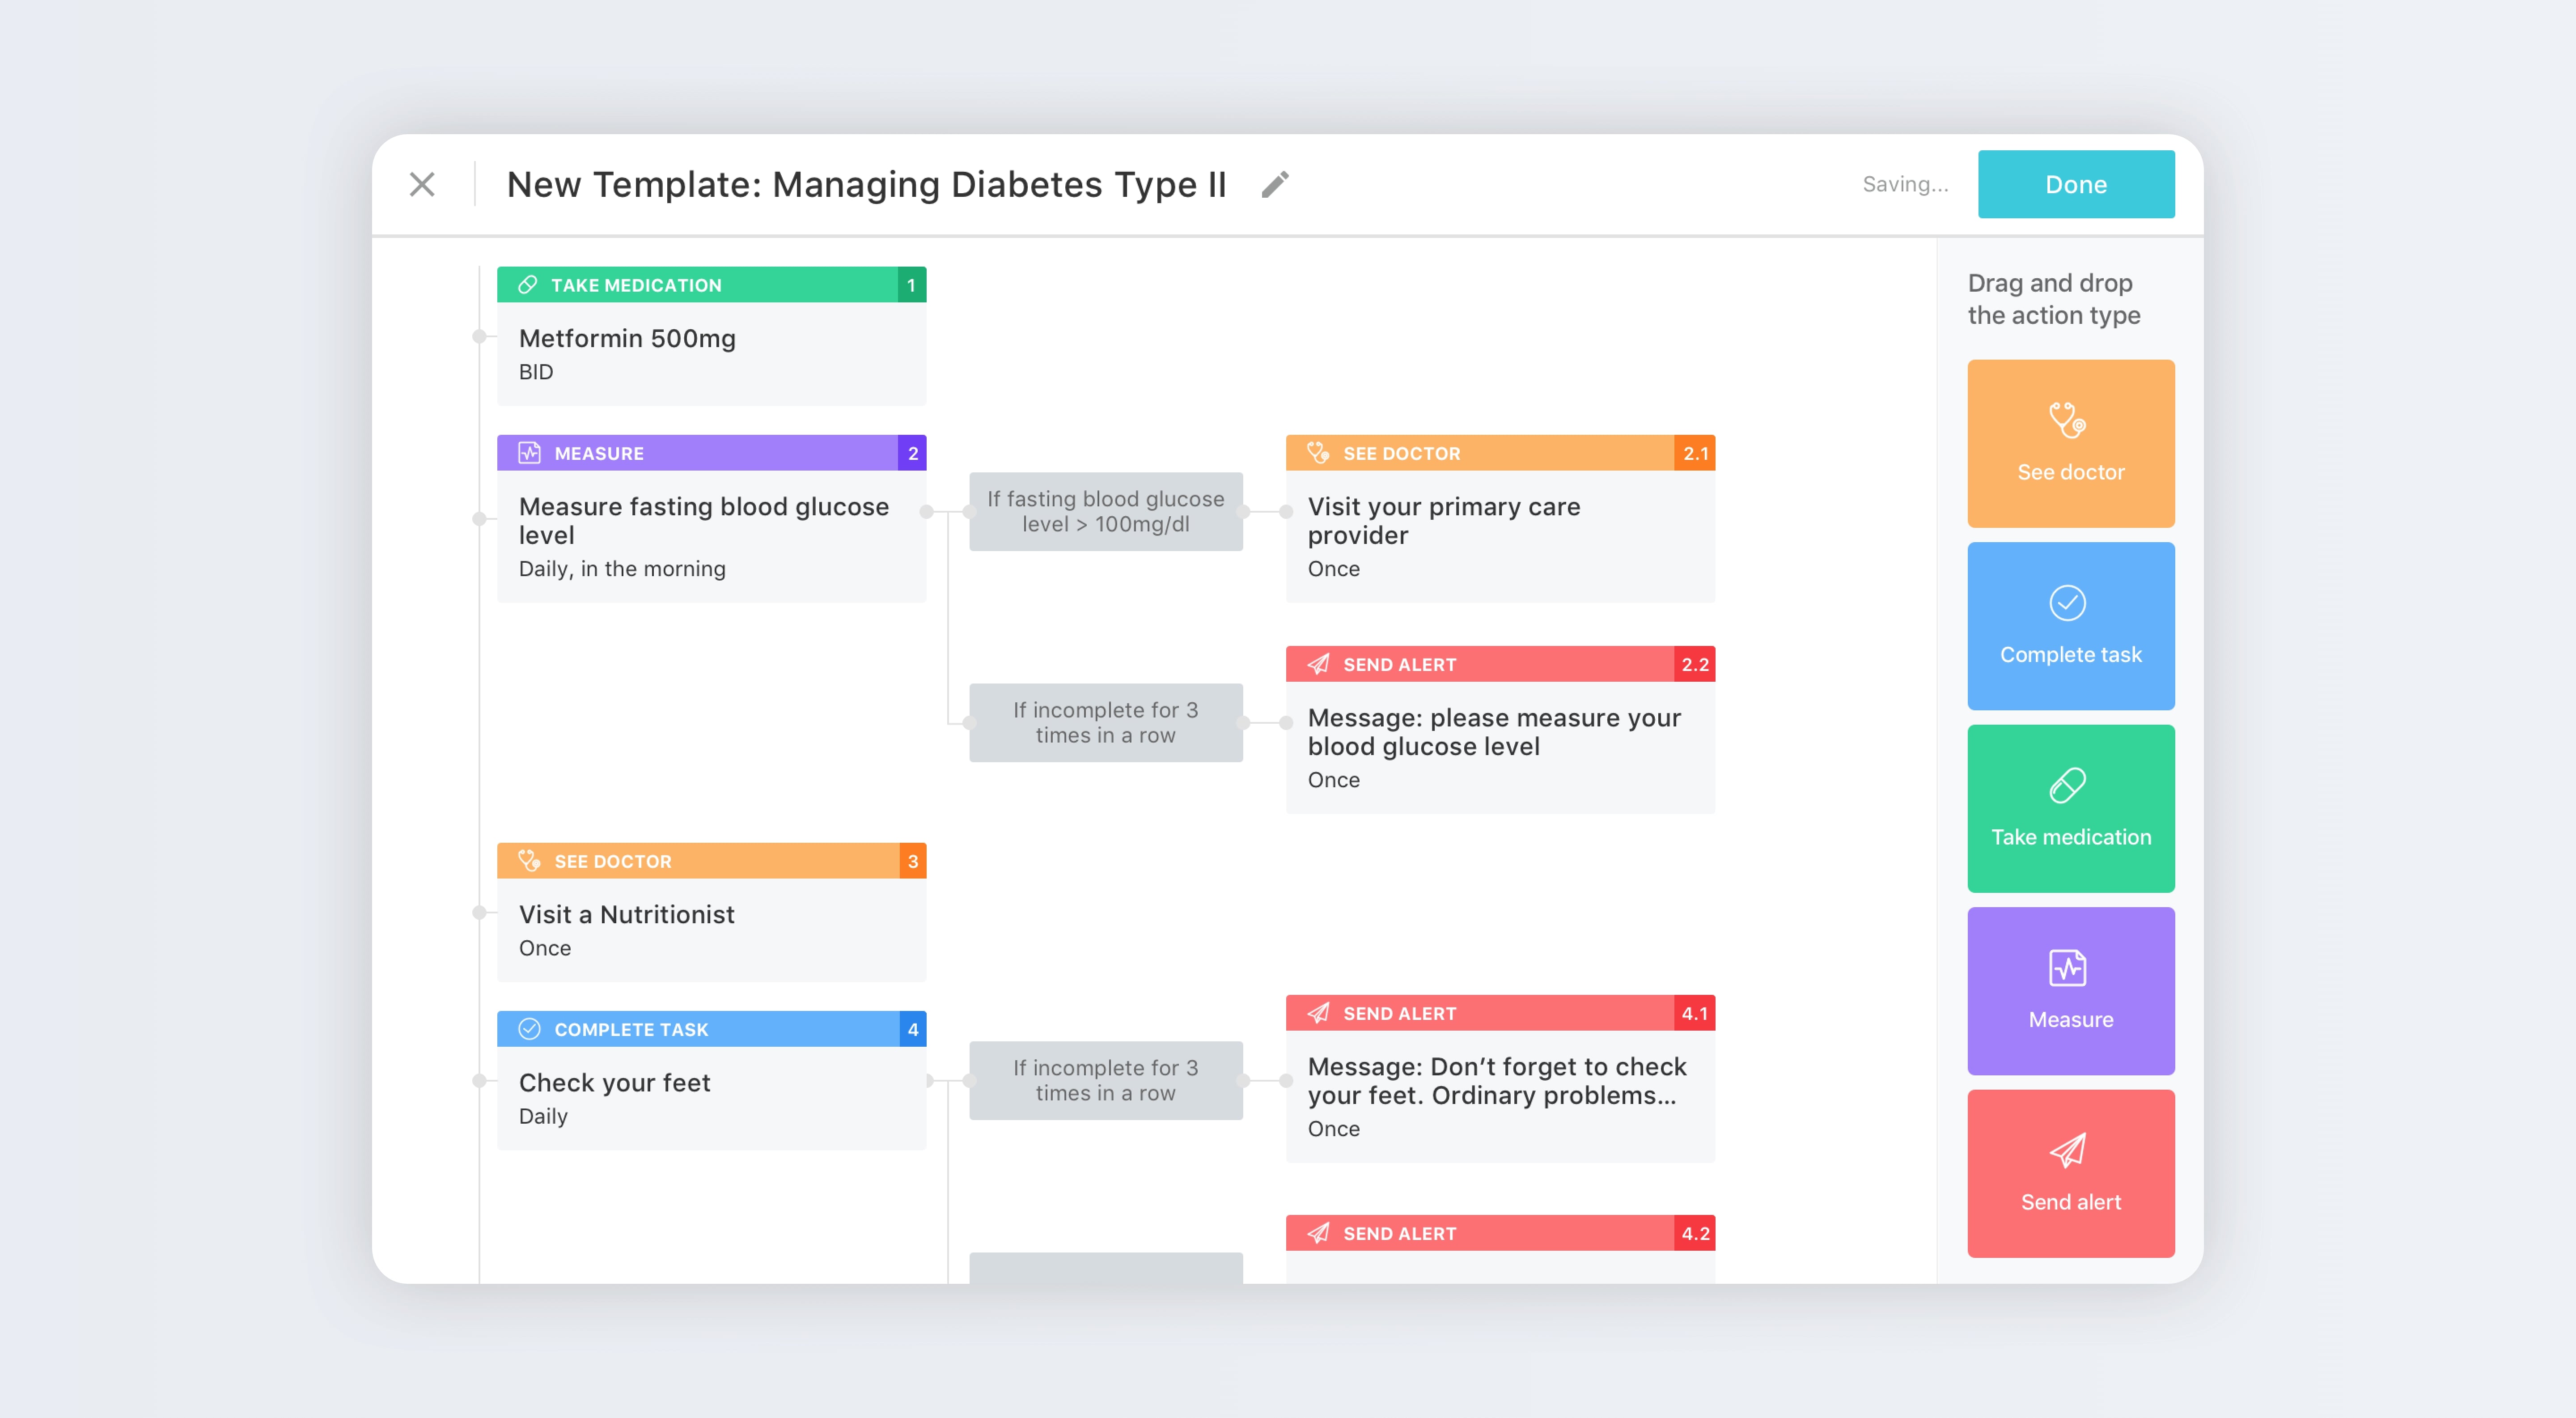 New Template: Managing Diabetes Type II
Saving...
Done
TAKE MEDICATION 1
Metformin 500mg
BID
MEASURE 2
Measure fasting blood glucose
level
Daily, in the morning
If fasting blood glucose
level > 100mg/dl
SEE DOCTOR 2.1
Visit your primary care
provider
Once
If incomplete for 3
times in a row
SEND ALERT 2.2
Message: please measure your
blood glucose level
Once
SEE DOCTOR 3
Visit a Nutritionist
Once
COMPLETE TASK 4
Check your feet
Daily
If incomplete for 3
times in a row
SEND ALERT 4.1
Message: Don’t forget to check
your feet. Ordinary problems...
Once
SEND ALERT 4.2
Drag and drop
the action type
See doctor
Complete task
Take medication
Measure
Send alert